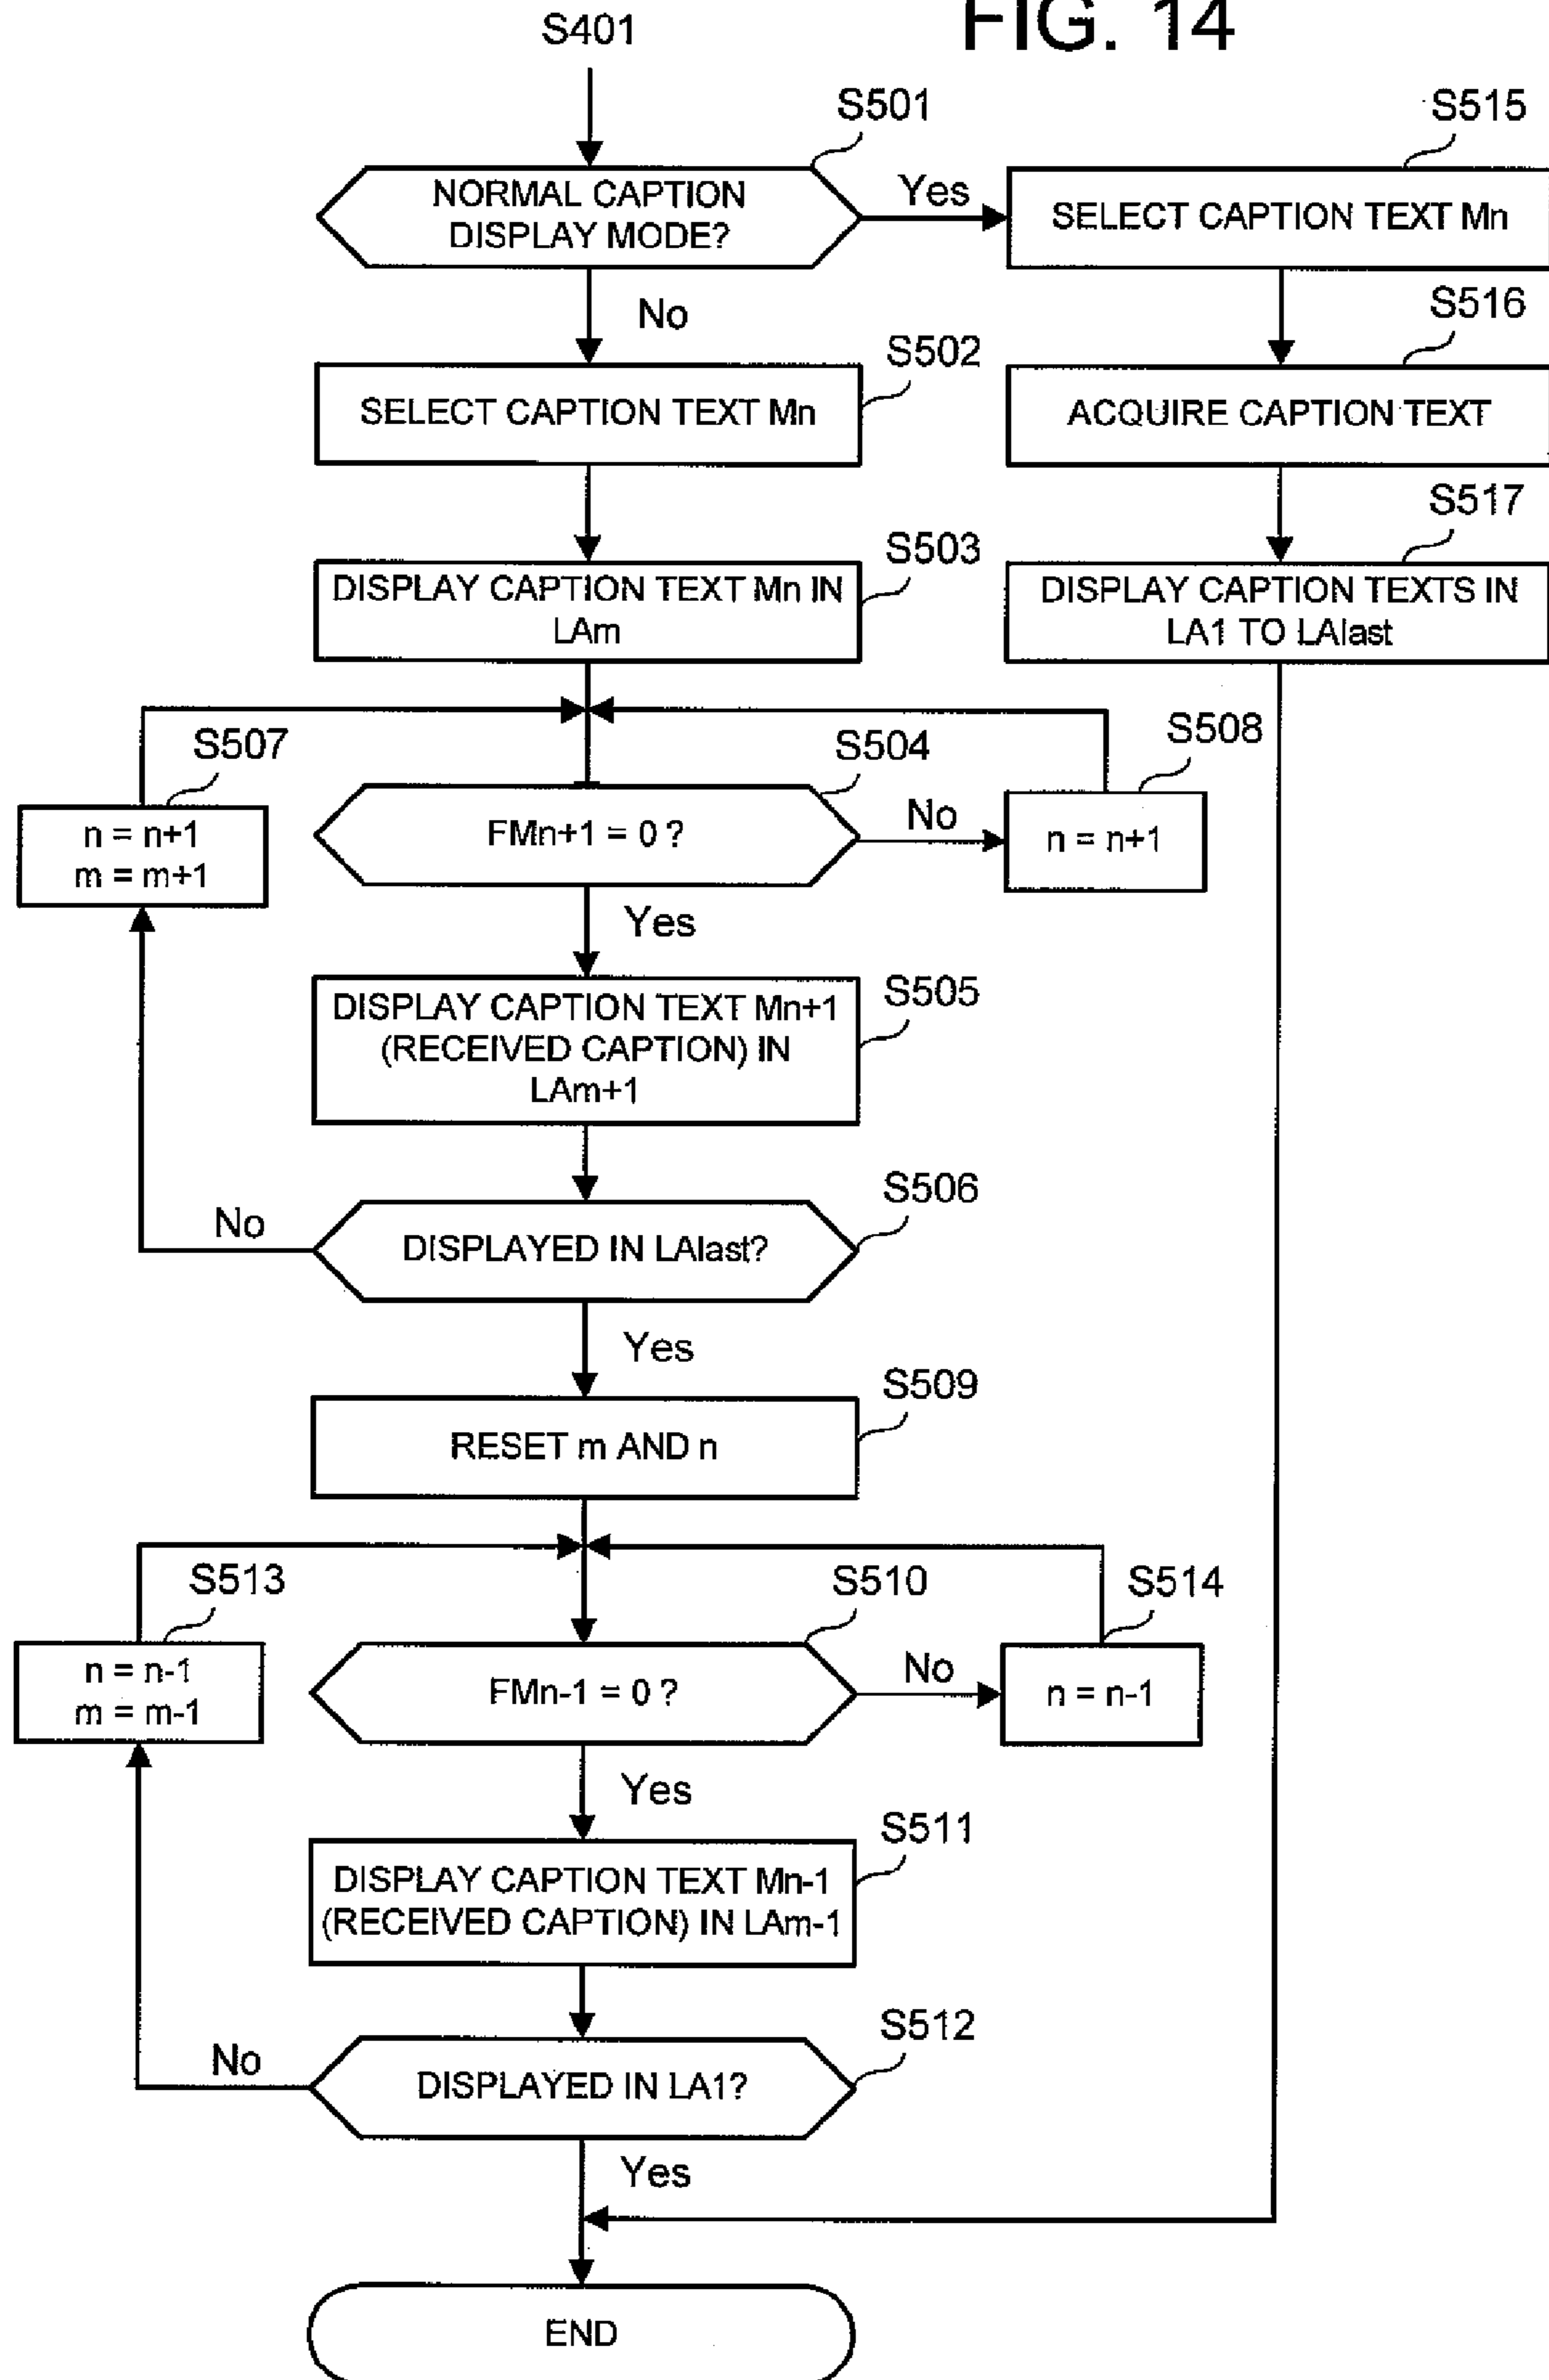 FIG. 14
S401
S501
NORMAL CAPTION
DISPLAY MODE?
Yes
S515
SELECT CAPTION TEXT Mn
No
S516
ACQUIRE CAPTION TEXT
S502
SELECT CAPTION TEXT Mn
S517
DISPLAY CAPTION TEXTS IN
LA1 TO LAlast
S503
DISPLAY CAPTION TEXT Mn IN
LAm
S507
n = n+1
m = m+1
S504
FMn+1 = 0 ?
No
S508
n = n+1
Yes
S505
DISPLAY CAPTION TEXT Mn+1
(RECEIVED CAPTION) IN
LAm+1
S506
No
DISPLAYED IN LAlast?
Yes
S509
RESET m AND n
S513
n = n-1
m = m-1
S510
FMn-1 = 0 ?
No
S514
n = n-1
Yes
S511
DISPLAY CAPTION TEXT Mn-1
(RECEIVED CAPTION) IN LAm-1
S512
No
DISPLAYED IN LA1?
Yes
END